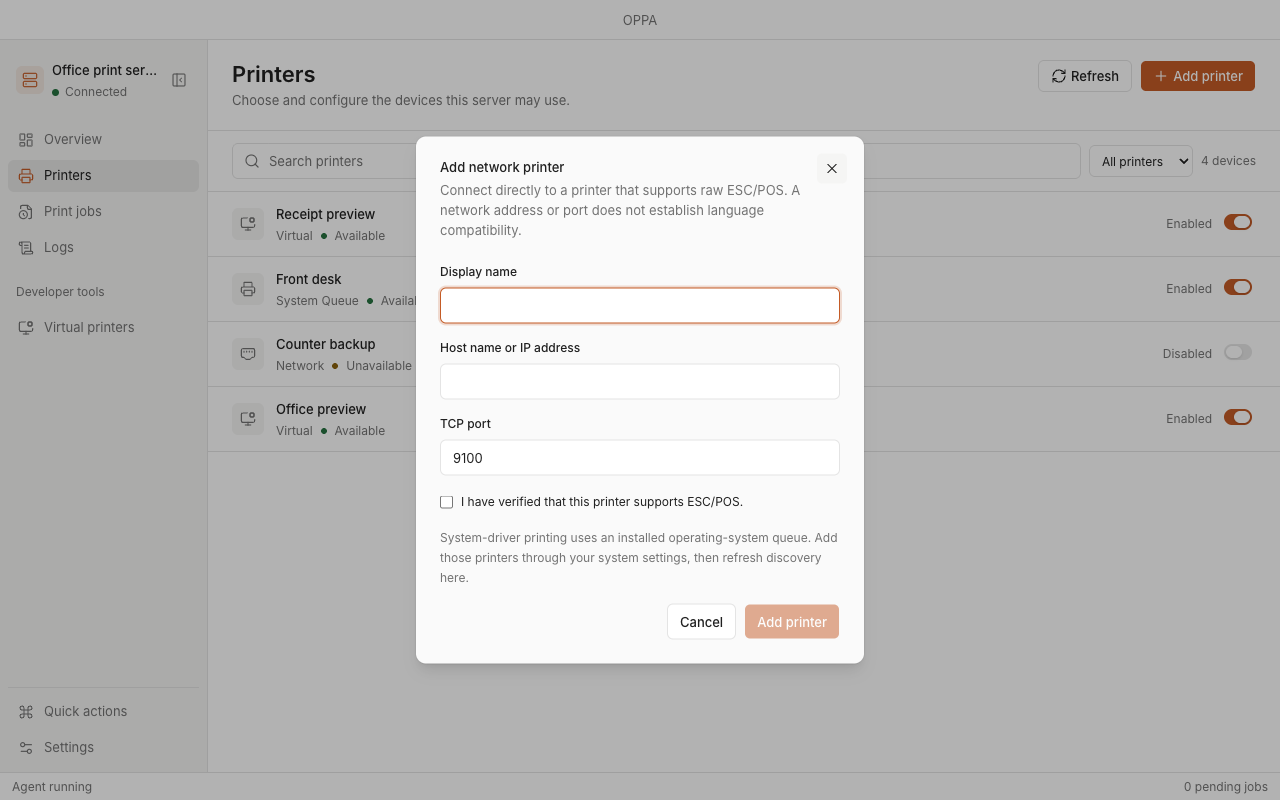 OPPA
Office print ser...
Connected
Overview
Printers
Print jobs
Logs
Developer tools
Virtual printers
Quick actions
Settings
Printers
Choose and configure the devices this server may use.
Refresh
Add printer
Search printers
All printers
4 devices
Receipt preview
Virtual Available
Enabled
Front desk
System Queue
Enabled
Counter backup
Network Unavailable
Disabled
Office preview
Virtual Available
Enabled
Add network printer
Connect directly to a printer that supports raw ESC/POS. A
network address or port does not establish language
compatibility.
Display name
Host name or IP address
TCP port
9100
I have verified that this printer supports ESC/POS.
System-driver printing uses an installed operating-system queue. Add
those printers through your system settings, then refresh discovery
here.
Cancel
Add printer
Agent running
0 pending jobs